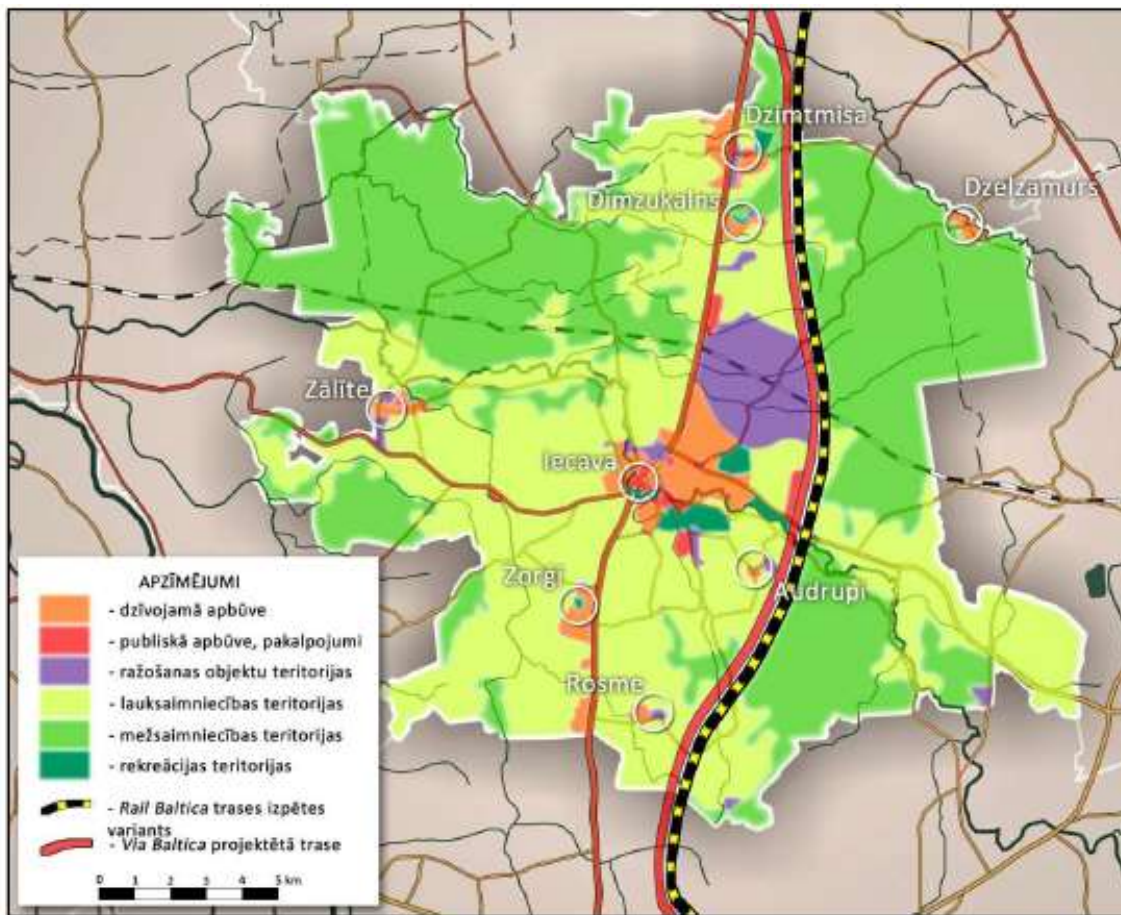 Dzimtmisa
Dzelzamurs
Dimzukalns
Zālīte
Iecava
Zorģi
Audrupi
Rosme
APZĪMĒJUMI
- dzīvojamā apbūve
- publiskā apbūve, pakalpojumi
- ražošanas objektu teritorijas
- lauksaimniecības teritorijas
- mežsaimniecības teritorijas
- rekreācijas teritorijas
- Rail Baltica trases izpētes
variants
- Via Baltica projektētā trase
0 1 2 3 4 5 km